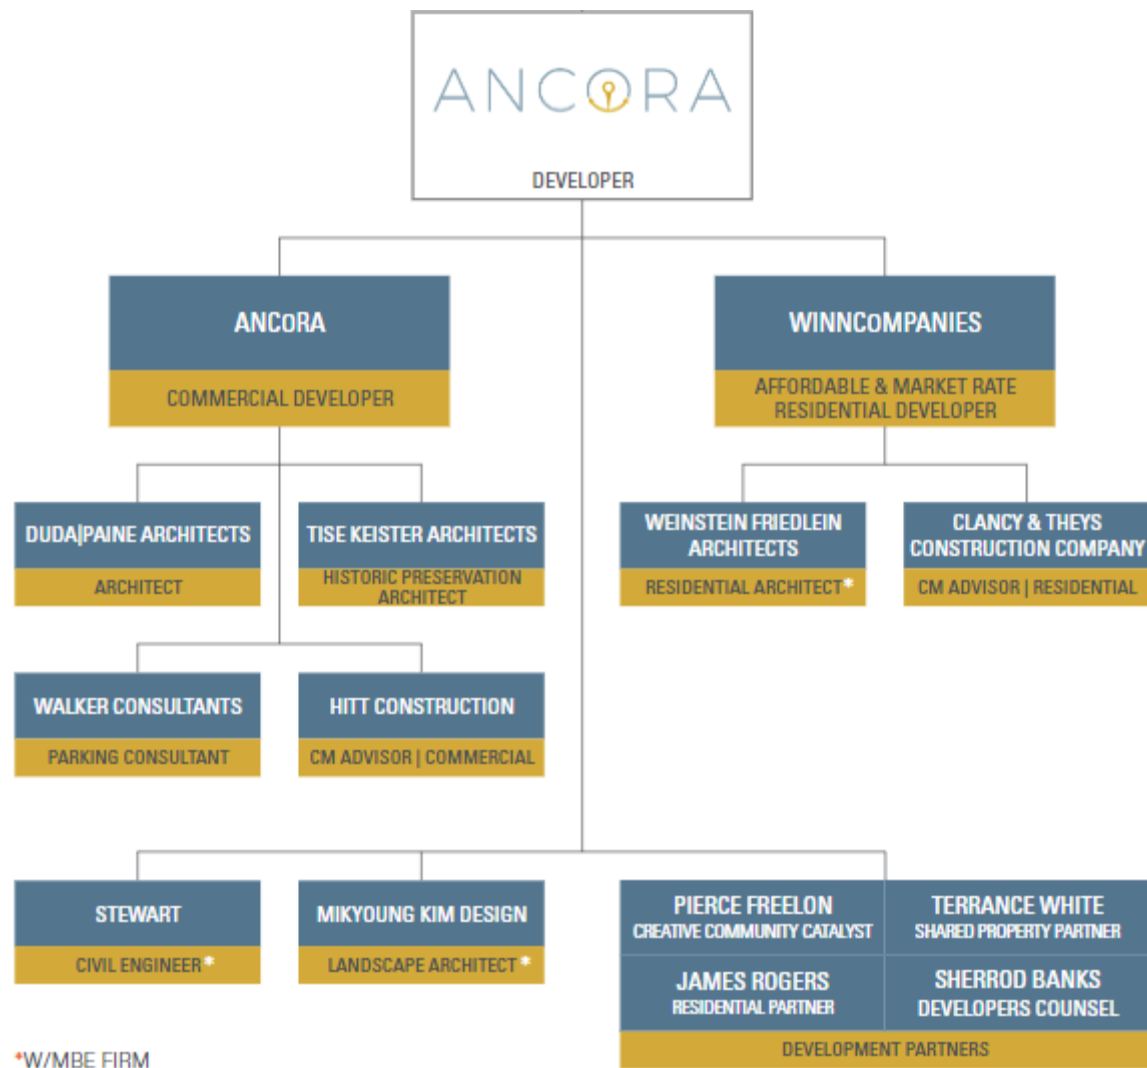 ANCORA
DEVELOPER
ANCORA
COMMERCIAL DEVELOPER
WINNCOMPANIES
AFFORDABLE & MARKET RATE
RESIDENTIAL DEVELOPER
DUDA|PAINE ARCHITECTS
ARCHITECT
TISE KEISTER ARCHITECTS
HISTORIC PRESERVATION
ARCHITECT
WEINSTEIN FRIEDLEIN
ARCHITECTS
RESIDENTIAL ARCHITECT*
CLANCY & THEYS
CONSTRUCTION COMPANY
CM ADVISOR | RESIDENTIAL
WALKER CONSULTANTS
PARKING CONSULTANT
HITT CONSTRUCTION
CM ADVISOR | COMMERCIAL
STEWART
CIVIL ENGINEER*
MIKYOUNG KIM DESIGN
LANDSCAPE ARCHITECT*
PIERCE FREELON
CREATIVE COMMUNITY CATALYST
TERRANCE WHITE
SHARED PROPERTY PARTNER
JAMES ROGERS
RESIDENTIAL PARTNER
SHERROD BANKS
DEVELOPERS COUNSEL
DEVELOPMENT PARTNERS
*W/MBE FIRM